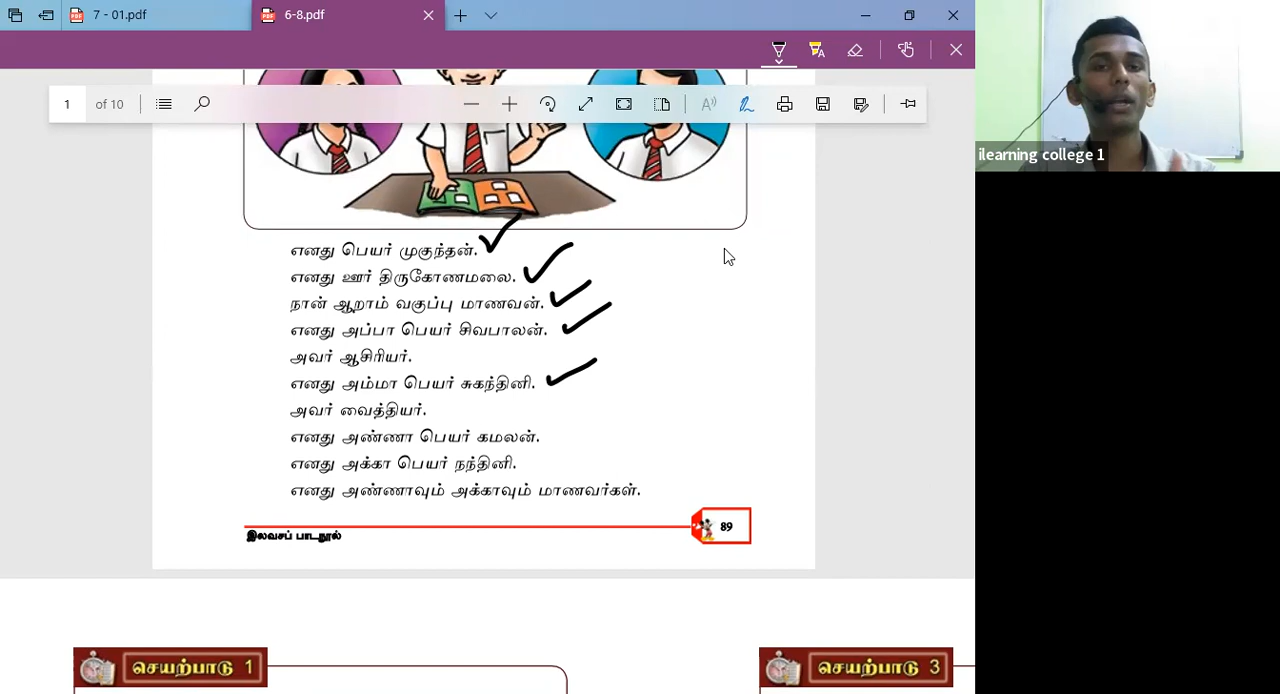 7 - 01.pdf
6-8.pdf
1 of 10
ilearning college 1
எனது பெயர் முகுந்தன்.
எனது ஊர் திருகோணமலை.
நான் ஆறாம் வகுப்பு மாணவன்.
எனது அப்பா பெயர் சிவபாலன்.
அவர் ஆசிரியர்.
எனது அம்மா பெயர் சுகந்தினி.
அவர் வைத்தியர்.
எனது அண்ணா பெயர் கமலன்.
எனது அக்கா பெயர் நந்தினி.
எனது அண்ணாவும் அக்காவும் மாணவர்கள்.
இலவசப் பாடநூல்
89
செயற்பாடு 1
செயற்பாடு 3